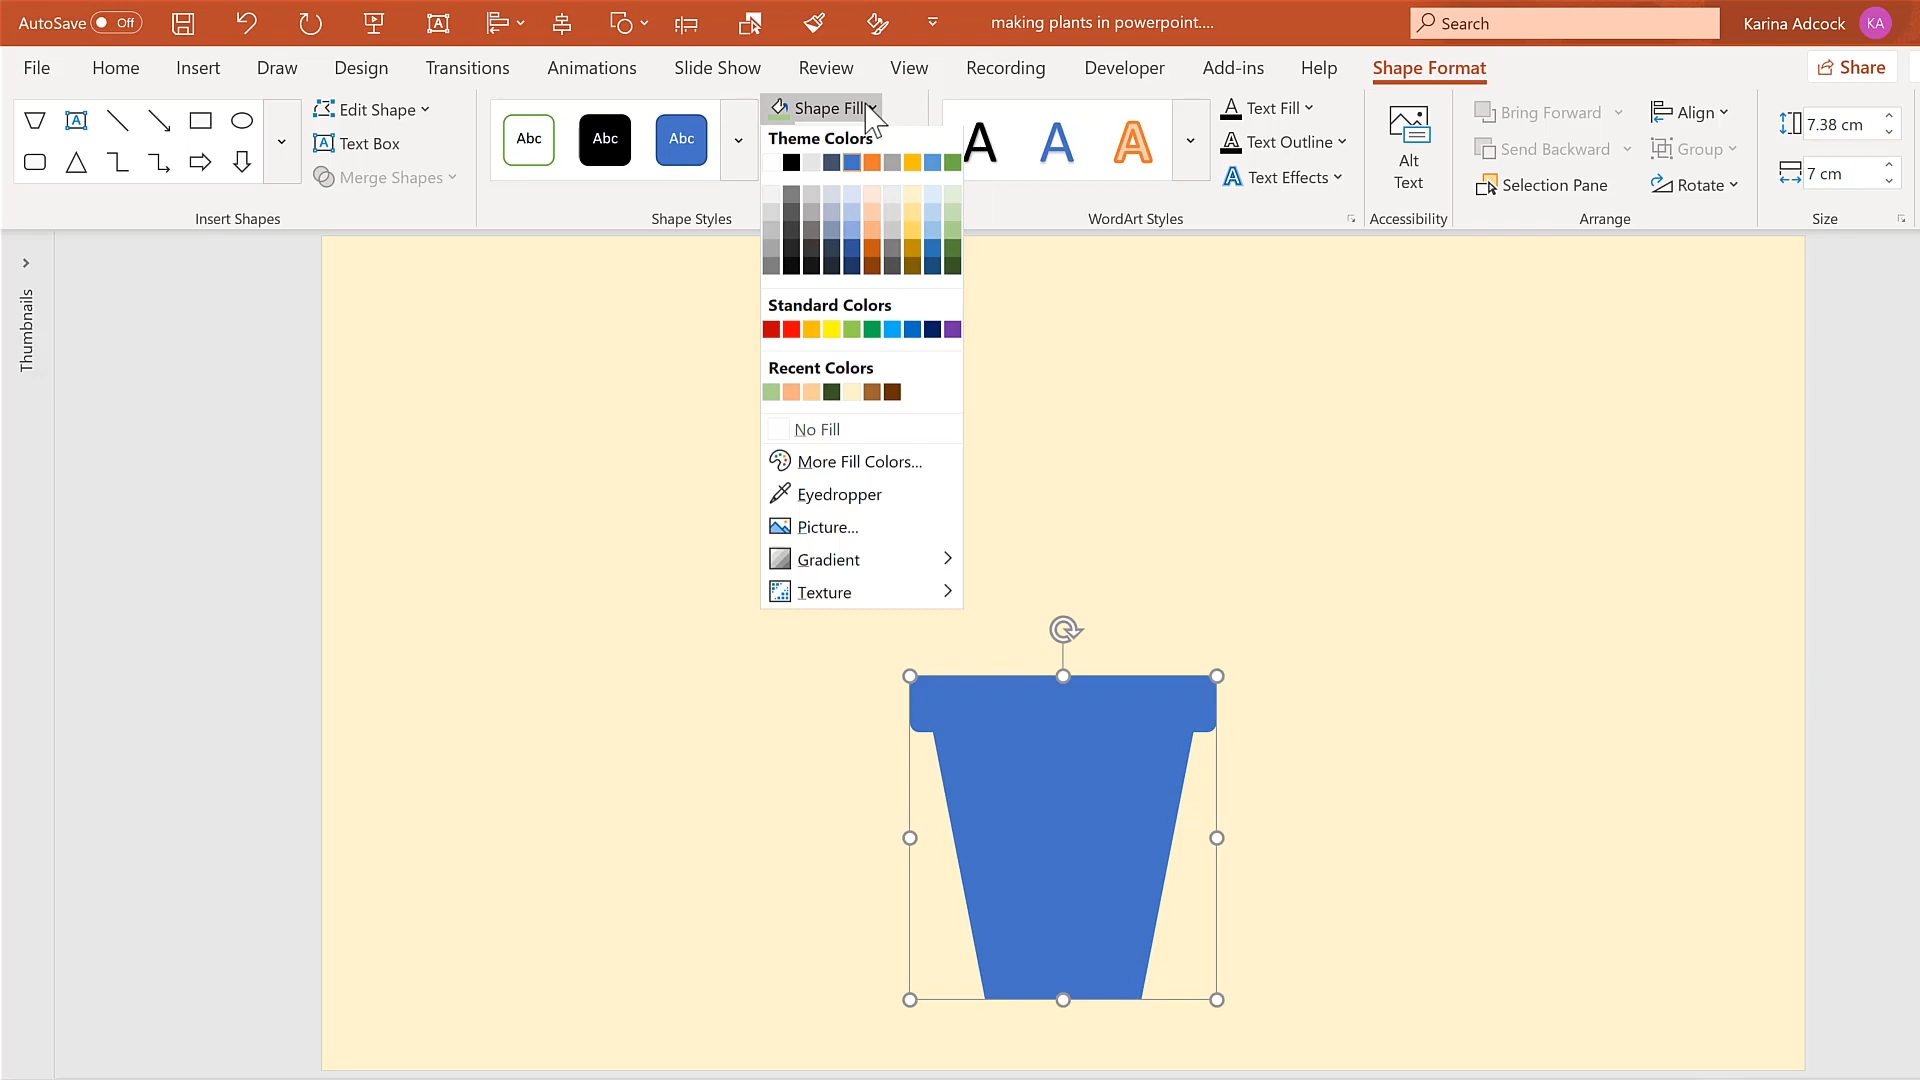 AutoSave Off making plants in powerpoint.... Search Karina Adcock KA
File Home Insert Draw Design Transitions Animations Slide Show Review View Recording Developer Add-ins Help Shape Format Share
Edit Shape
Text Box
Merge Shapes
Insert Shapes
Abc Abc Abc
Shape Styles
Shape Fill
Theme Colors
Standard Colors
Recent Colors
No Fill
More Fill Colors...
Eyedropper
Picture...
Gradient
Texture
A A A
WordArt Styles
Text Fill
Text Outline
Text Effects
Alt
Text
Accessibility
Bring Forward
Send Backward
Selection Pane
Align
Group
Rotate
Arrange
7.38 cm
7 cm
Size
Thumbnails